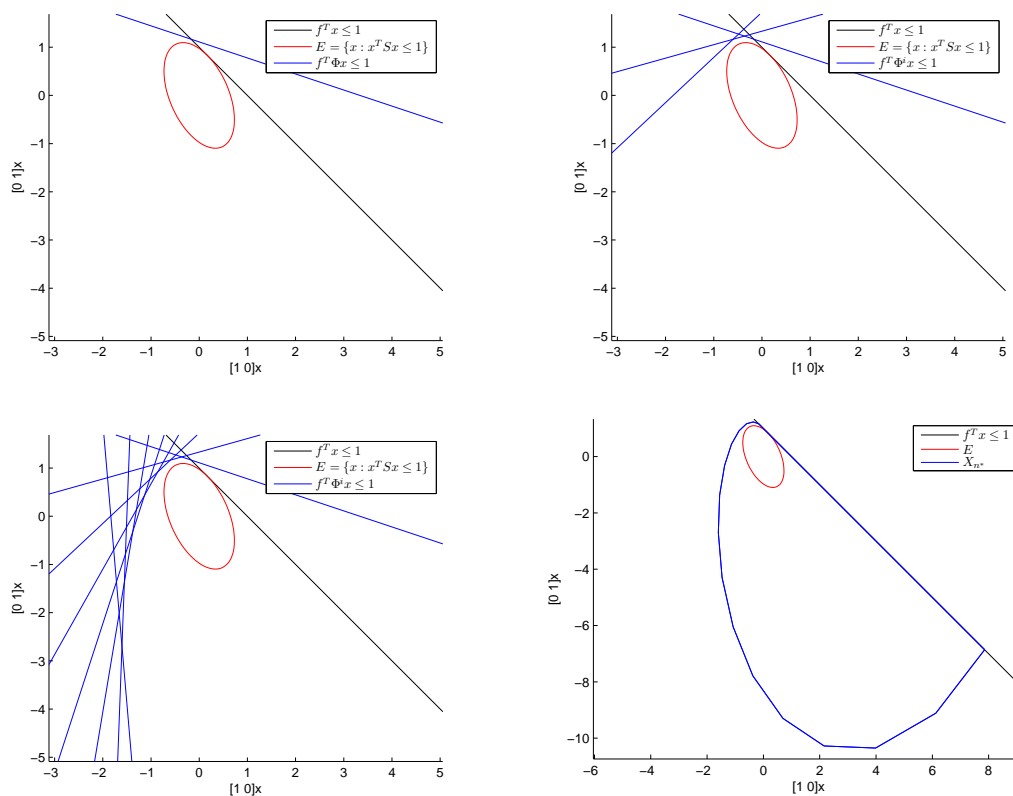 1
0
−1
−2
−3
−4
−5
−3 −2 −1 0 1 2 3 4 5
[1 0]x
[0 1]x
f^T x ≤ 1
E = {x : x^T Sx ≤ 1}
f^T Φx ≤ 1
1
0
−1
−2
−3
−4
−5
−3 −2 −1 0 1 2 3 4 5
[1 0]x
[0 1]x
f^T x ≤ 1
E = {x : x^T Sx ≤ 1}
f^T Φ^i x ≤ 1
1
0
−1
−2
−3
−4
−5
−3 −2 −1 0 1 2 3 4 5
[1 0]x
[0 1]x
f^T x ≤ 1
E = {x : x^T Sx ≤ 1}
f^T Φ^i x ≤ 1
0
−2
−4
−6
−8
−10
−6 −4 −2 0 2 4 6 8
[1 0]x
[0 1]x
f^T x ≤ 1
E
X_{n*}